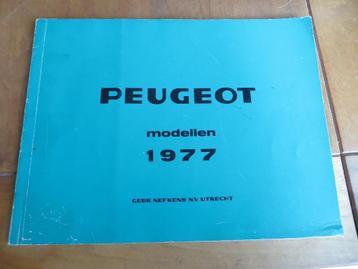 PEUGEOT
modellen
1977
GEBR NEFKENS NV UTRECHT